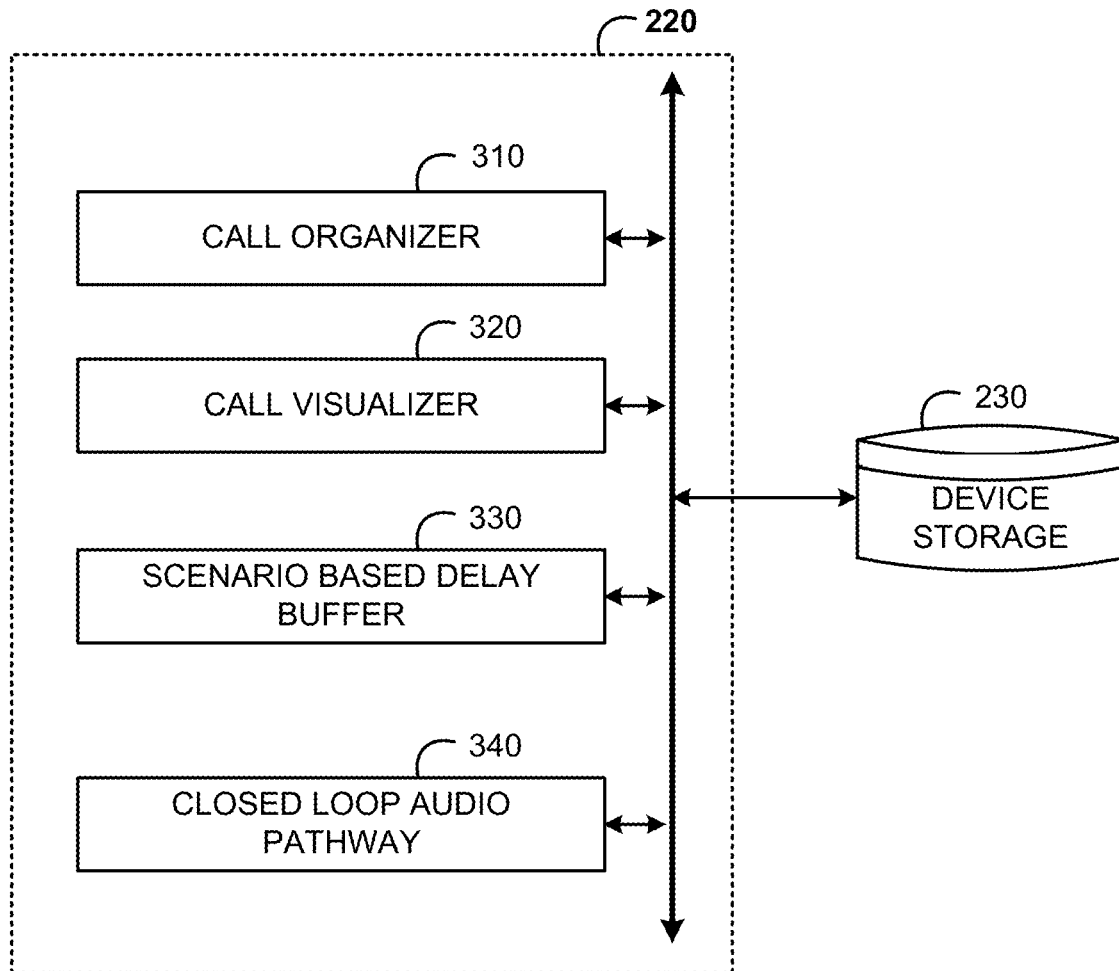 220
310
CALL ORGANIZER
320
CALL VISUALIZER
230
DEVICE
STORAGE
330
SCENARIO BASED DELAY
BUFFER
340
CLOSED LOOP AUDIO
PATHWAY